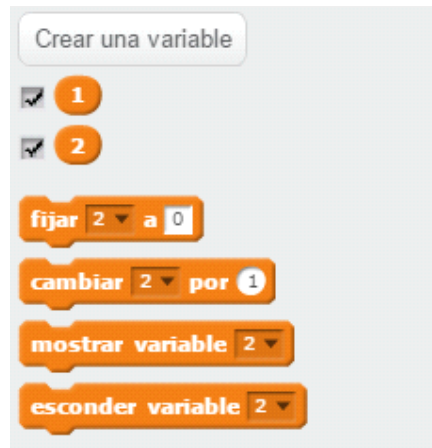 Crear una variable
1
2
fijar 2 a 0
cambiar 2 por 1
mostrar variable 2
esconder variable 2